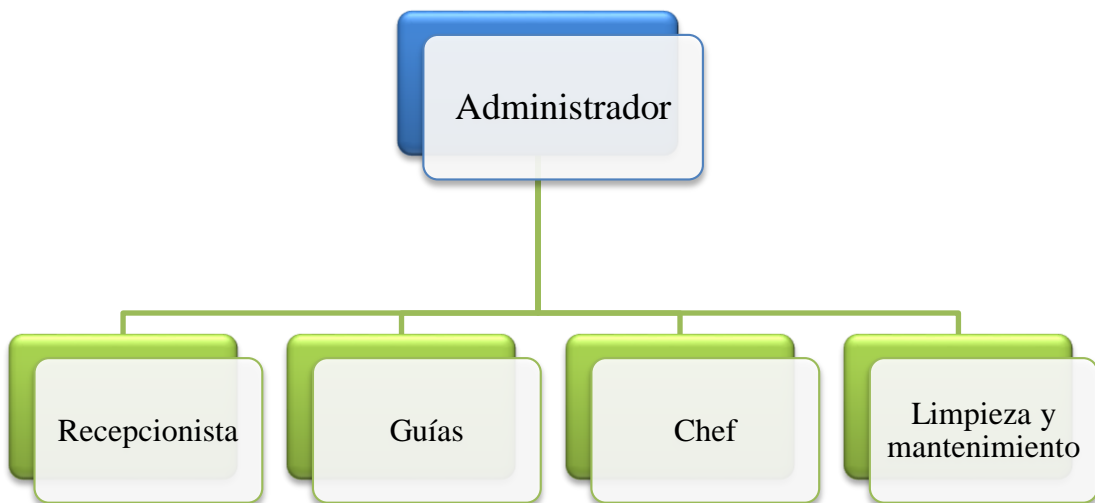 Administrador
Recepcionista
Guías
Chef
Limpieza y
mantenimiento